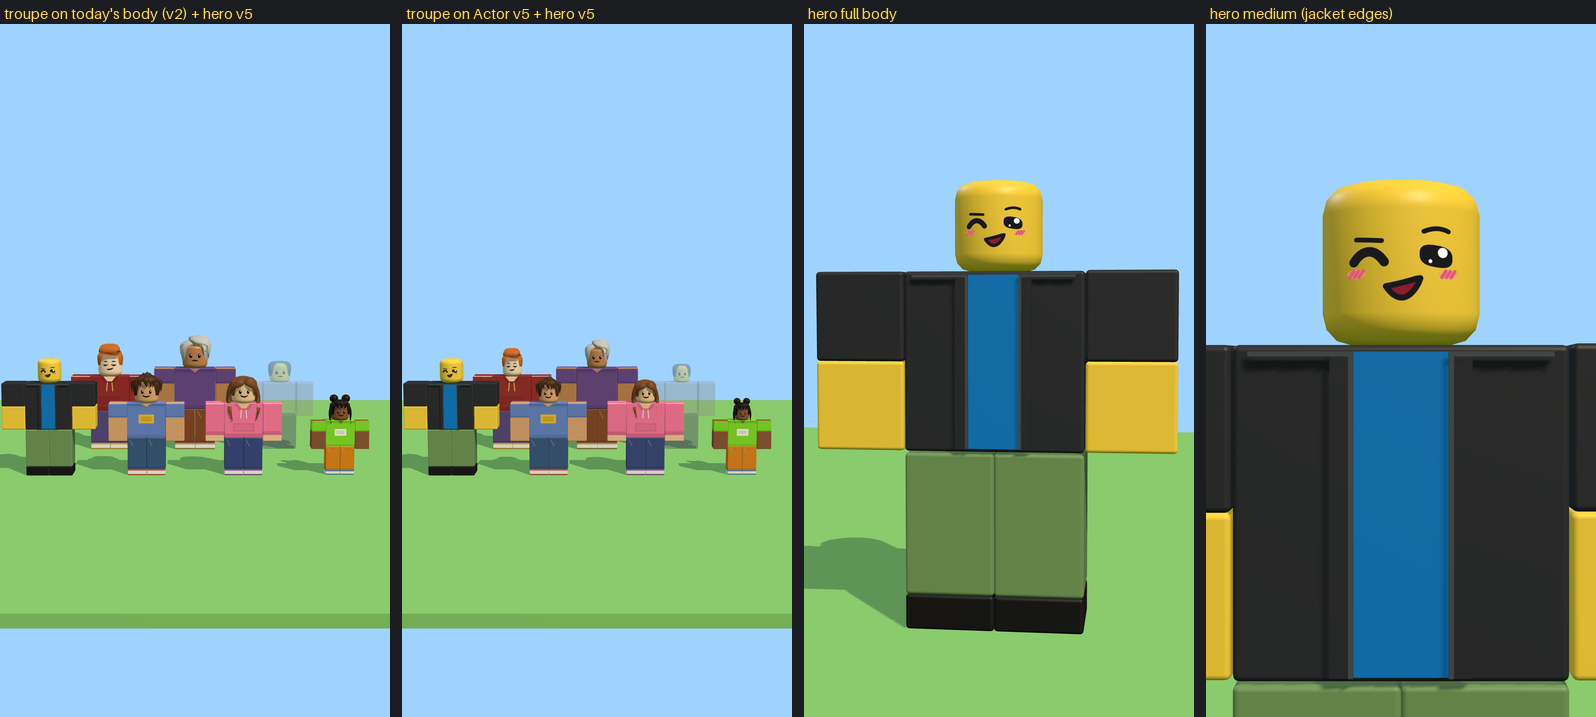 troupe on today's body (v2) + hero v5
troupe on Actor v5 + hero v5
hero full body
hero medium (jacket edges)